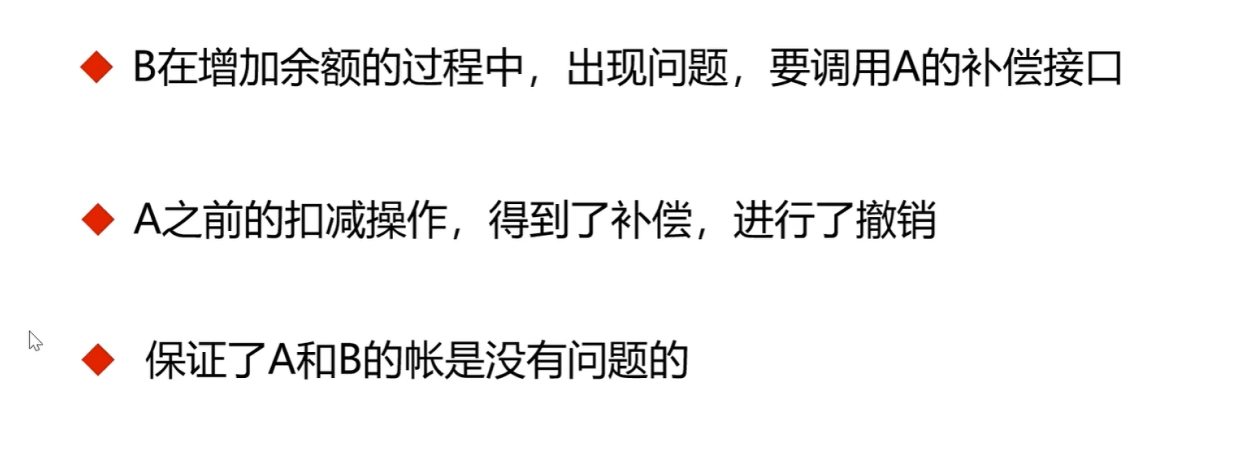 B在增加余额的过程中，出现问题，要调用A的补偿接口
A之前的扣减操作，得到了补偿，进行了撤销
保证了A和B的帐是没有问题的